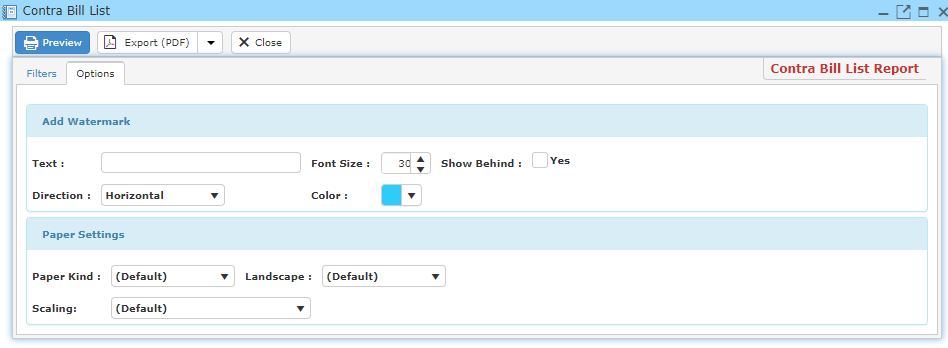 Contra Bill List
Preview Export (PDF) Close
Filters Options Contra Bill List Report
Add Watermark
Text : Font Size : 30 Show Behind : Yes
Direction : Horizontal Color :
Paper Settings
Paper Kind : (Default) Landscape : (Default)
Scaling: (Default)